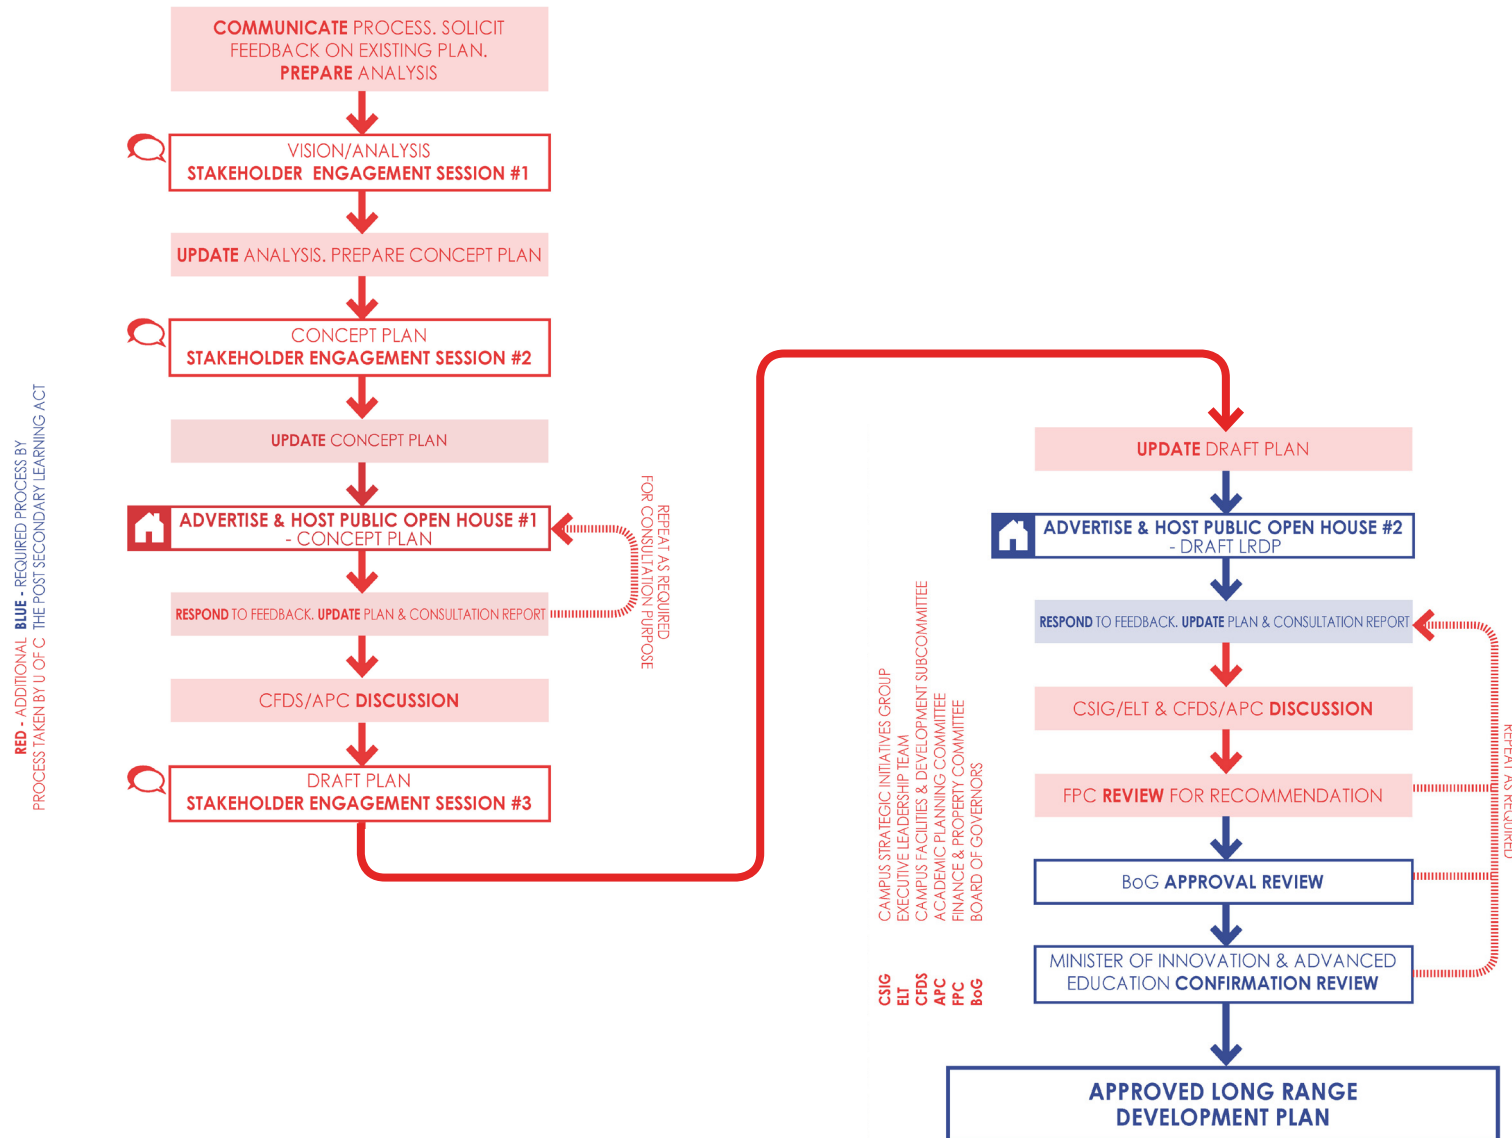 COMMUNICATE PROCESS. SOLICIT
FEEDBACK ON EXISTING PLAN.
PREPARE ANALYSIS
VISION/ANALYSIS
STAKEHOLDER ENGAGEMENT SESSION #1
UPDATE ANALYSIS. PREPARE CONCEPT PLAN
CONCEPT PLAN
STAKEHOLDER ENGAGEMENT SESSION #2
UPDATE CONCEPT PLAN
ADVERTISE & HOST PUBLIC OPEN HOUSE #1
- CONCEPT PLAN
RESPOND TO FEEDBACK. UPDATE PLAN & CONSULTATION REPORT
REPEAT AS REQUIRED
FOR CONSULTATION PURPOSE
CFDS/APC DISCUSSION
DRAFT PLAN
STAKEHOLDER ENGAGEMENT SESSION #3
RED - ADDITIONAL
PROCESS TAKEN BY U OF C
BLUE - REQUIRED PROCESS BY
THE POST SECONDARY LEARNING ACT
UPDATE DRAFT PLAN
ADVERTISE & HOST PUBLIC OPEN HOUSE #2
- DRAFT LRDP
RESPOND TO FEEDBACK. UPDATE PLAN & CONSULTATION REPORT
CSIG/ELT & CFDS/APC DISCUSSION
FPC REVIEW FOR RECOMMENDATION
BoG APPROVAL REVIEW
MINISTER OF INNOVATION & ADVANCED
EDUCATION CONFIRMATION REVIEW
REPEAT AS REQUIRED
APPROVED LONG RANGE
DEVELOPMENT PLAN
CSIG CAMPUS STRATEGIC INITIATIVES GROUP
ELT EXECUTIVE LEADERSHIP TEAM
CFDS CAMPUS FACILITIES & DEVELOPMENT SUBCOMMITTEE
APC ACADEMIC PLANNING COMMITTEE
FPC FINANCE & PROPERTY COMMITTEE
BoG BOARD OF GOVERNORS